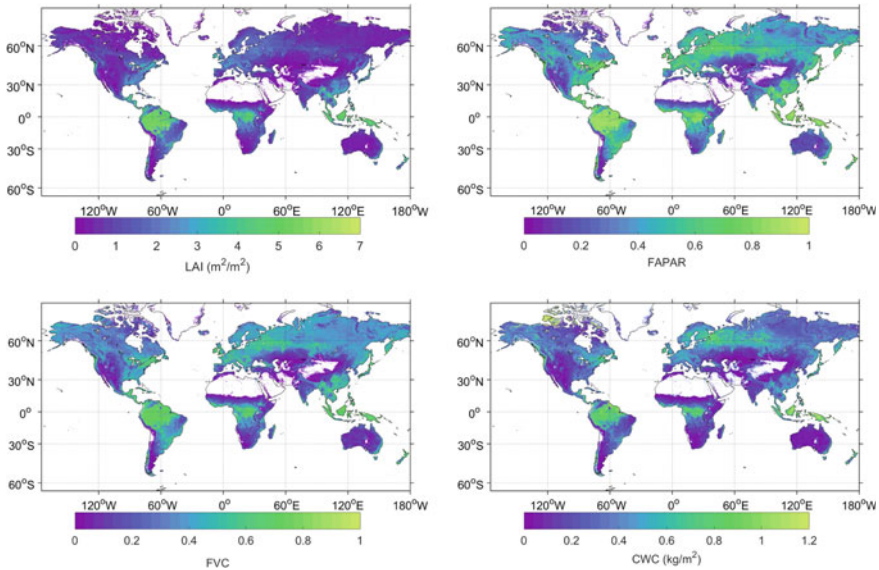 60°N
30°N
0°
30°S
60°S
120°W 60°W 0° 60°E 120°E 180°W
0 1 2 3 4 5 6 7
LAI (m²/m²)
60°N
30°N
0°
30°S
60°S
120°W 60°W 0° 60°E 120°E 180°W
0 0.2 0.4 0.6 0.8 1
FAPAR
60°N
30°N
0°
30°S
60°S
120°W 60°W 0° 60°E 120°E 180°W
0 0.2 0.4 0.6 0.8 1
FVC
60°N
30°N
0°
30°S
60°S
120°W 60°W 0° 60°E 120°E 180°W
0 0.2 0.4 0.6 0.8 1 1.2
CWC (kg/m²)